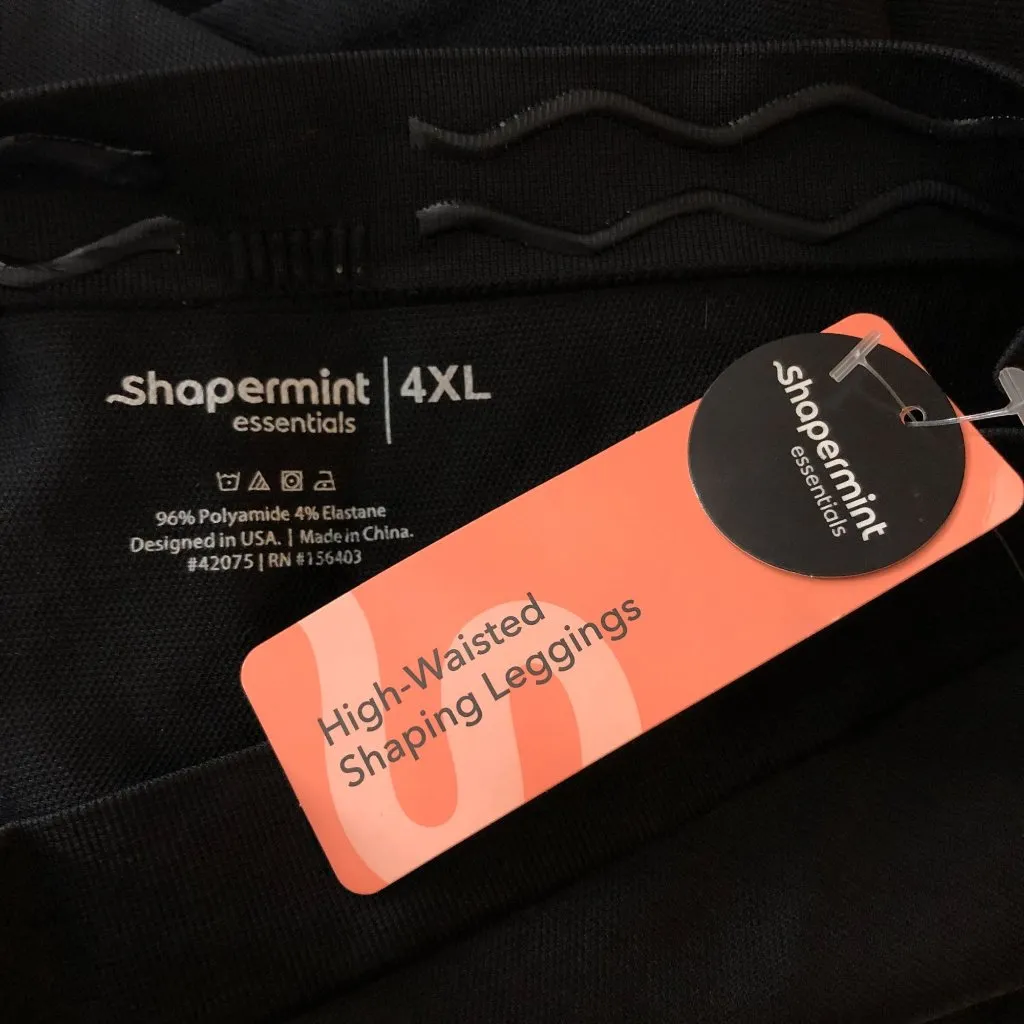 Shapermint
essentials
4XL
96% Polyamide 4% Elastane
Designed in USA. | Made in China.
#42075 | RN #156403
Shapermint
essentials
High-Waisted
Shaping Leggings